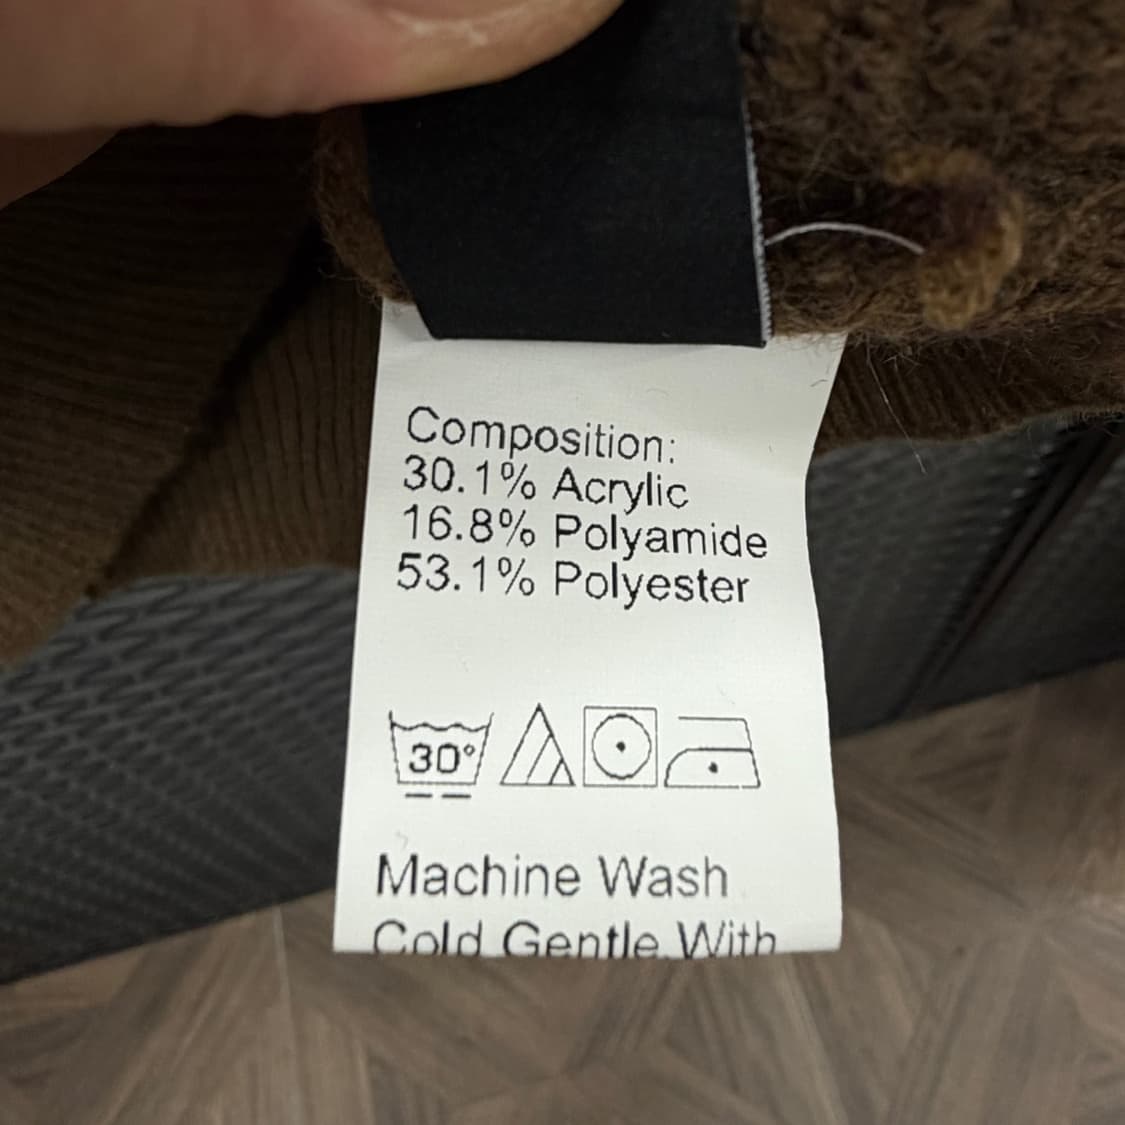 Composition:
30.1% Acrylic
16.8% Polyamide
53.1% Polyester
30°
Machine Wash
Cold Gentle With